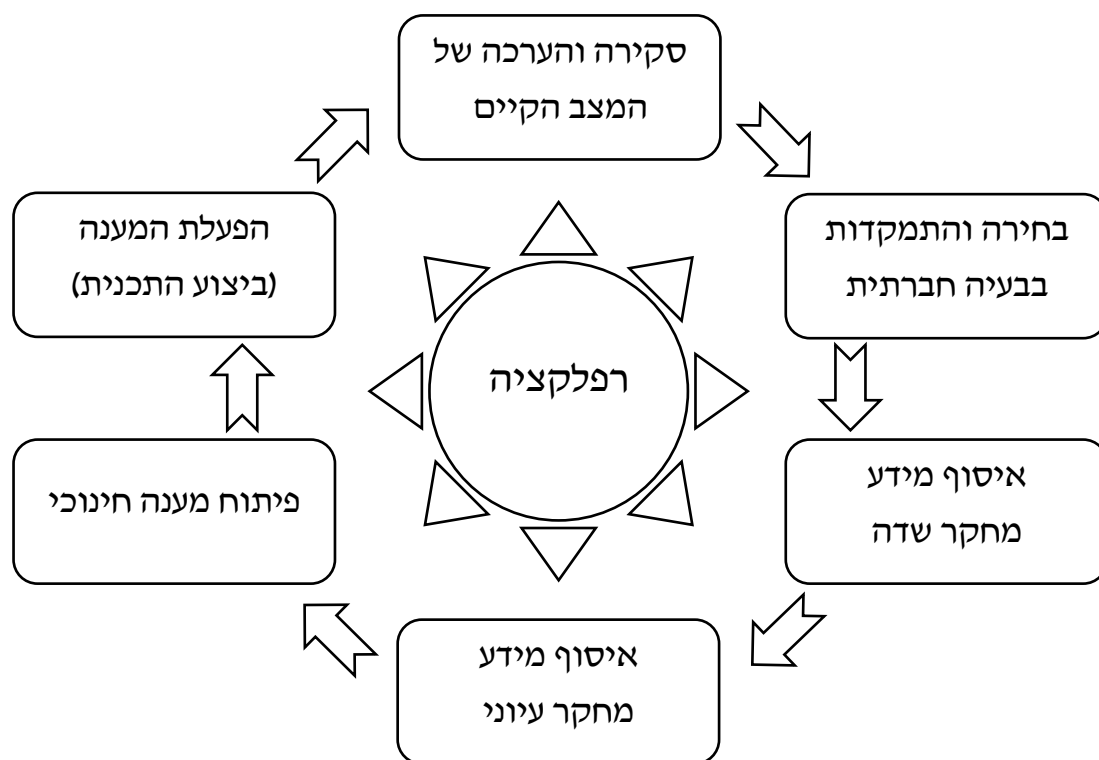 סקירה והערכה של
המצב הקיים
בחירה והתמקדות
בבעיה חברתית
איסוף מידע
מחקר שדה
איסוף מידע
מחקר עיוני
פיתוח מענה חינוכי
הפעלת המענה
(ביצוע התכנית)
רפלקציה